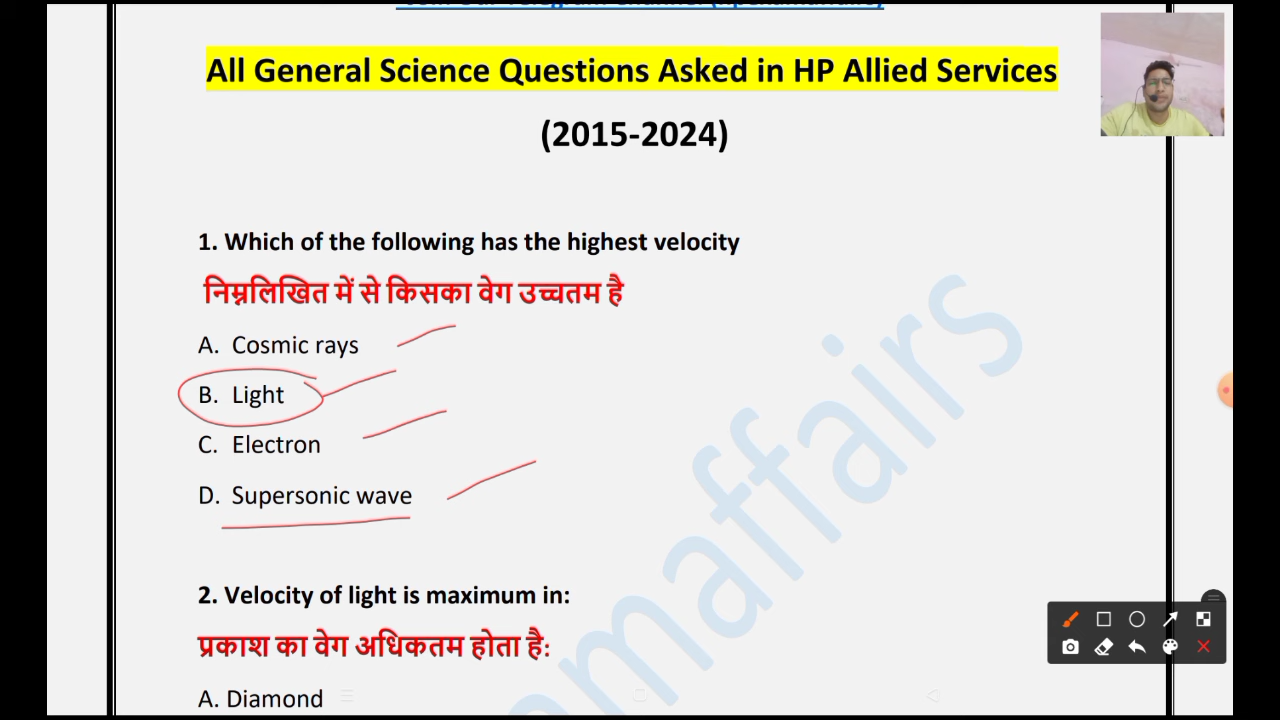 All General Science Questions Asked in HP Allied Services
(2015-2024)
1. Which of the following has the highest velocity
निम्नलिखित में से किसका वेग उच्चतम है
A. Cosmic rays
B. Light
C. Electron
D. Supersonic wave
2. Velocity of light is maximum in:
प्रकाश का वेग अधिकतम होता है:
A. Diamond